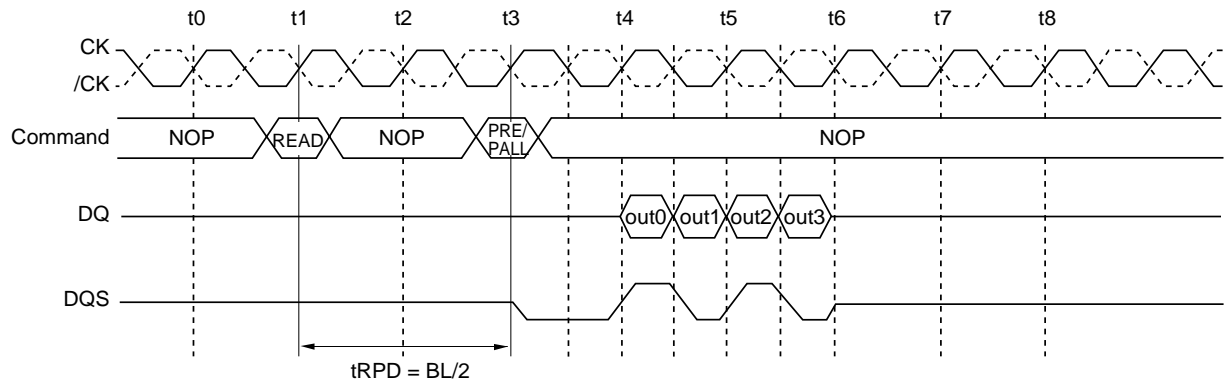 t0 t1 t2 t3 t4 t5 t6 t7 t8
CK
/CK
Command NOP READ NOP PRE/ PALL NOP
DQ out0 out1 out2 out3
DQS
tRPD = BL/2